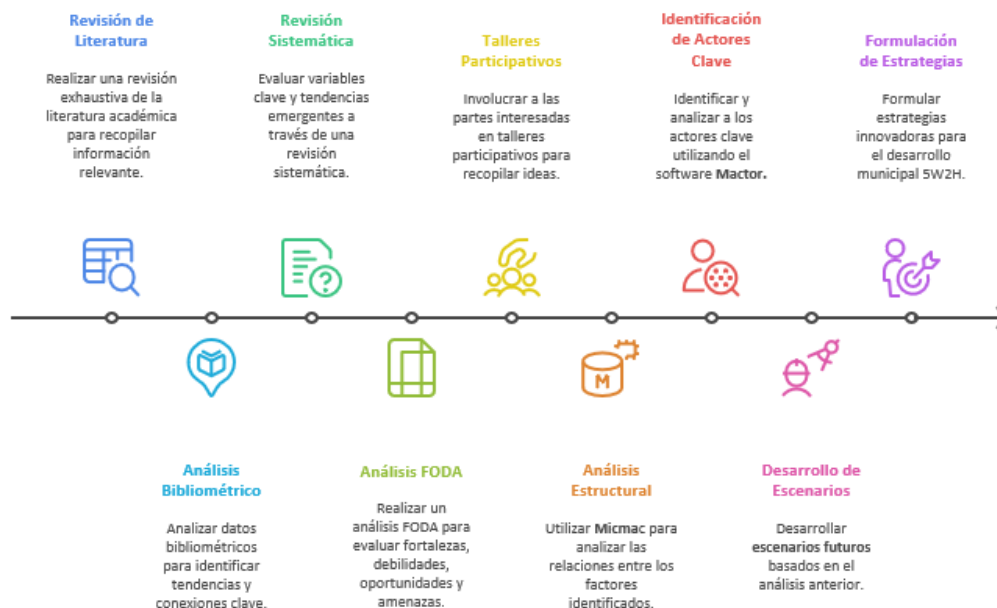 Revisión de
Literatura
Realizar una revisión
exhaustiva de la
literatura académica
para recopilar
información
relevante.
Revisión
Sistemática
Evaluar variables
clave y tendencias
emergentes a
través de una
revisión
sistemática.
Talleres
Participativos
Involucrar a las
partes interesadas
en talleres
participativos para
recopilar ideas.
Identificación
de Actores
Clave
Identificar y
analizar a los
actores clave
utilizando el
software Mactor.
Formulación
de Estrategias
Formular
estrategias
innovadoras para
el desarrollo
municipal 5W2H.
?
M
Análisis
Bibliométrico
Analizar datos
bibliométricos
para identificar
tendencias y
conexiones clave.
Análisis FODA
Realizar un
análisis FODA para
evaluar fortalezas,
debilidades,
oportunidades y
amenazas.
Análisis
Estructural
Utilizar Micmac para
analizar las
relaciones entre los
factores
identificados.
Desarrollo de
Escenarios
Desarrollar
escenarios futuros
basados en el
análisis anterior.